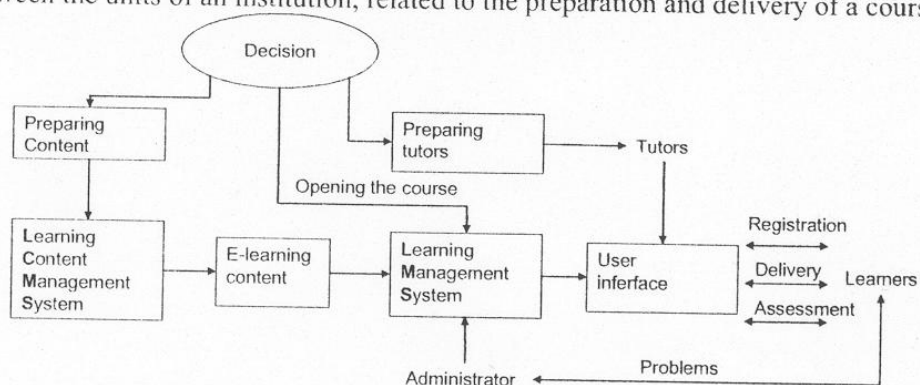 tween the units of an institution, related to the preparation and delivery of a cours
Decision
Preparing
Content
Preparing
tutors
Tutors
Opening the course
Learning
Content
Management
System
E-learning
content
Learning
Management
System
User
inferface
Registration
Delivery
Assessment
Learners
Problems
Administrator